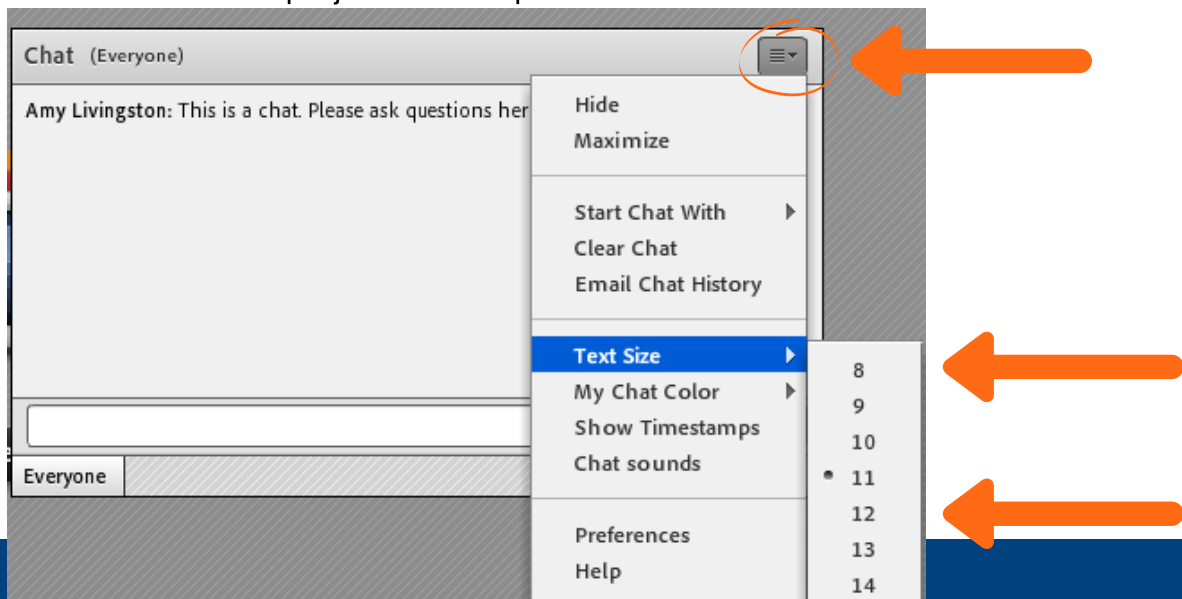 Chat (Everyone)
Amy Livingston: This is a chat. Please ask questions her
Hide
Maximize
Start Chat With
Clear Chat
Email Chat History
Text Size
My Chat Color
Show Timestamps
Chat sounds
Preferences
Help
8
9
10
11
12
13
14
Everyone